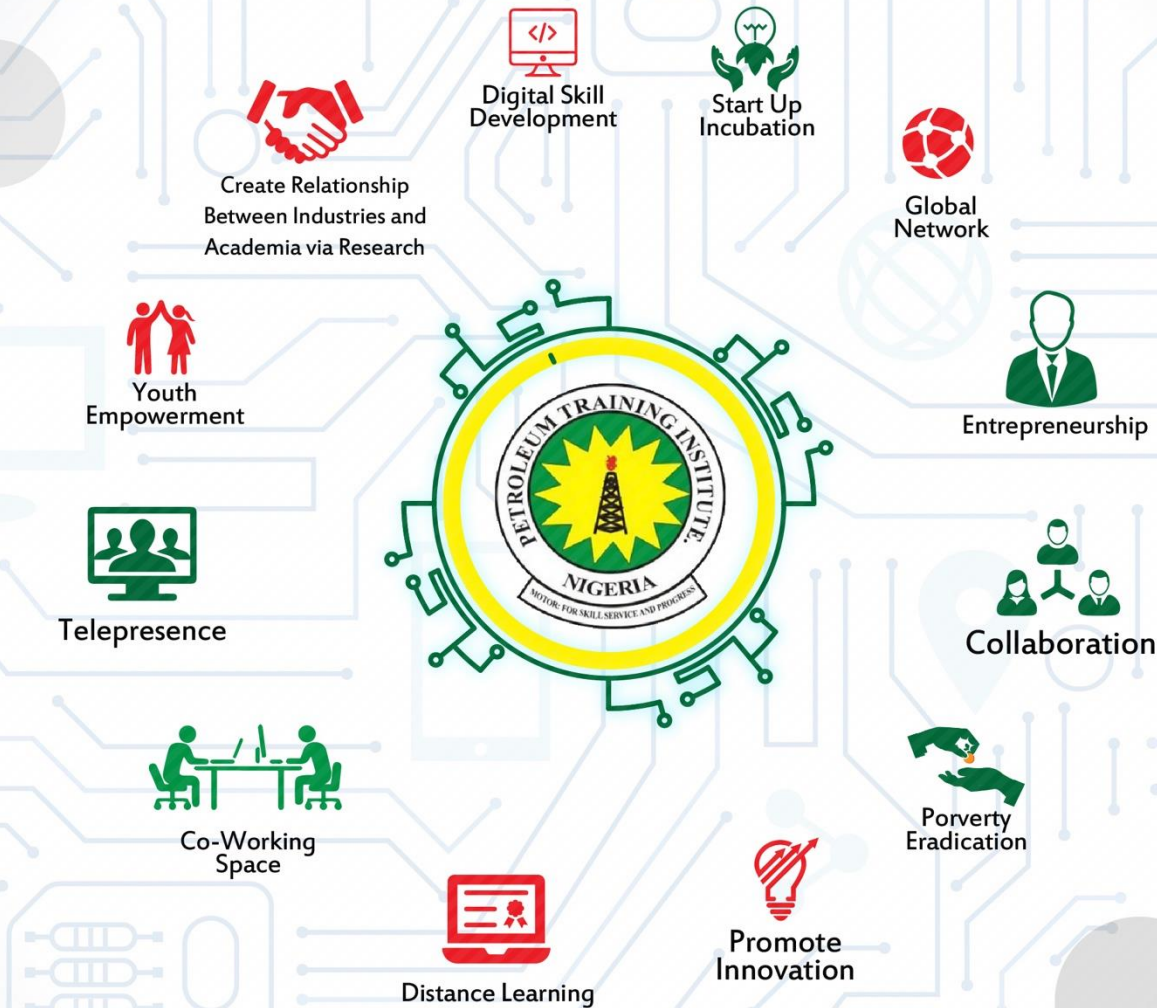 Digital Skill
Development
Start Up
Incubation
Create Relationship
Between Industries and
Academia via Research
Global
Network
Youth
Empowerment
Entrepreneurship
PETROLEUM TRAINING INSTITUTE.
NIGERIA
MOTOR: FOR SKILL SERVICE AND PROGRESS
Telepresence
Collaboration
Co-Working
Space
Porverty
Eradication
Promote
Innovation
Distance Learning